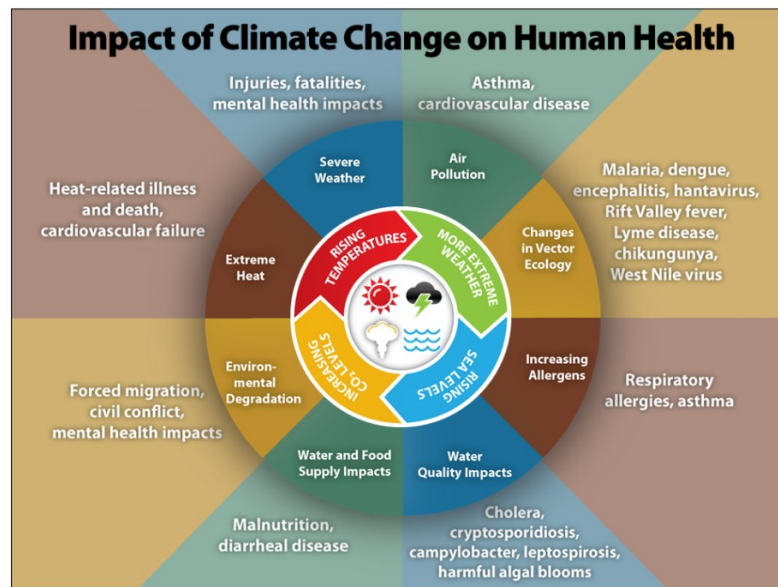 Impact of Climate Change on Human Health
Injuries, fatalities,
mental health impacts
Asthma,
cardiovascular disease
Severe
Weather
Air
Pollution
Heat-related illness
and death,
cardiovascular failure
Extreme
Heat
Malaria, dengue,
encephalitis, hantavirus,
Rift Valley fever,
Lyme disease,
chikungunya,
West Nile virus
Changes
in Vector
Ecology
RISING
TEMPERATURES
MORE EXTREME
WEATHER
INCREASING
CO₂ LEVELS
RISING
SEA LEVELS
Environ-
mental
Degradation
Increasing
Allergens
Forced migration,
civil conflict,
mental health impacts
Respiratory
allergies, asthma
Water and Food
Supply Impacts
Water
Quality Impacts
Malnutrition,
diarrheal disease
Cholera,
cryptosporidiosis,
campylobacter, leptospirosis,
harmful algal blooms